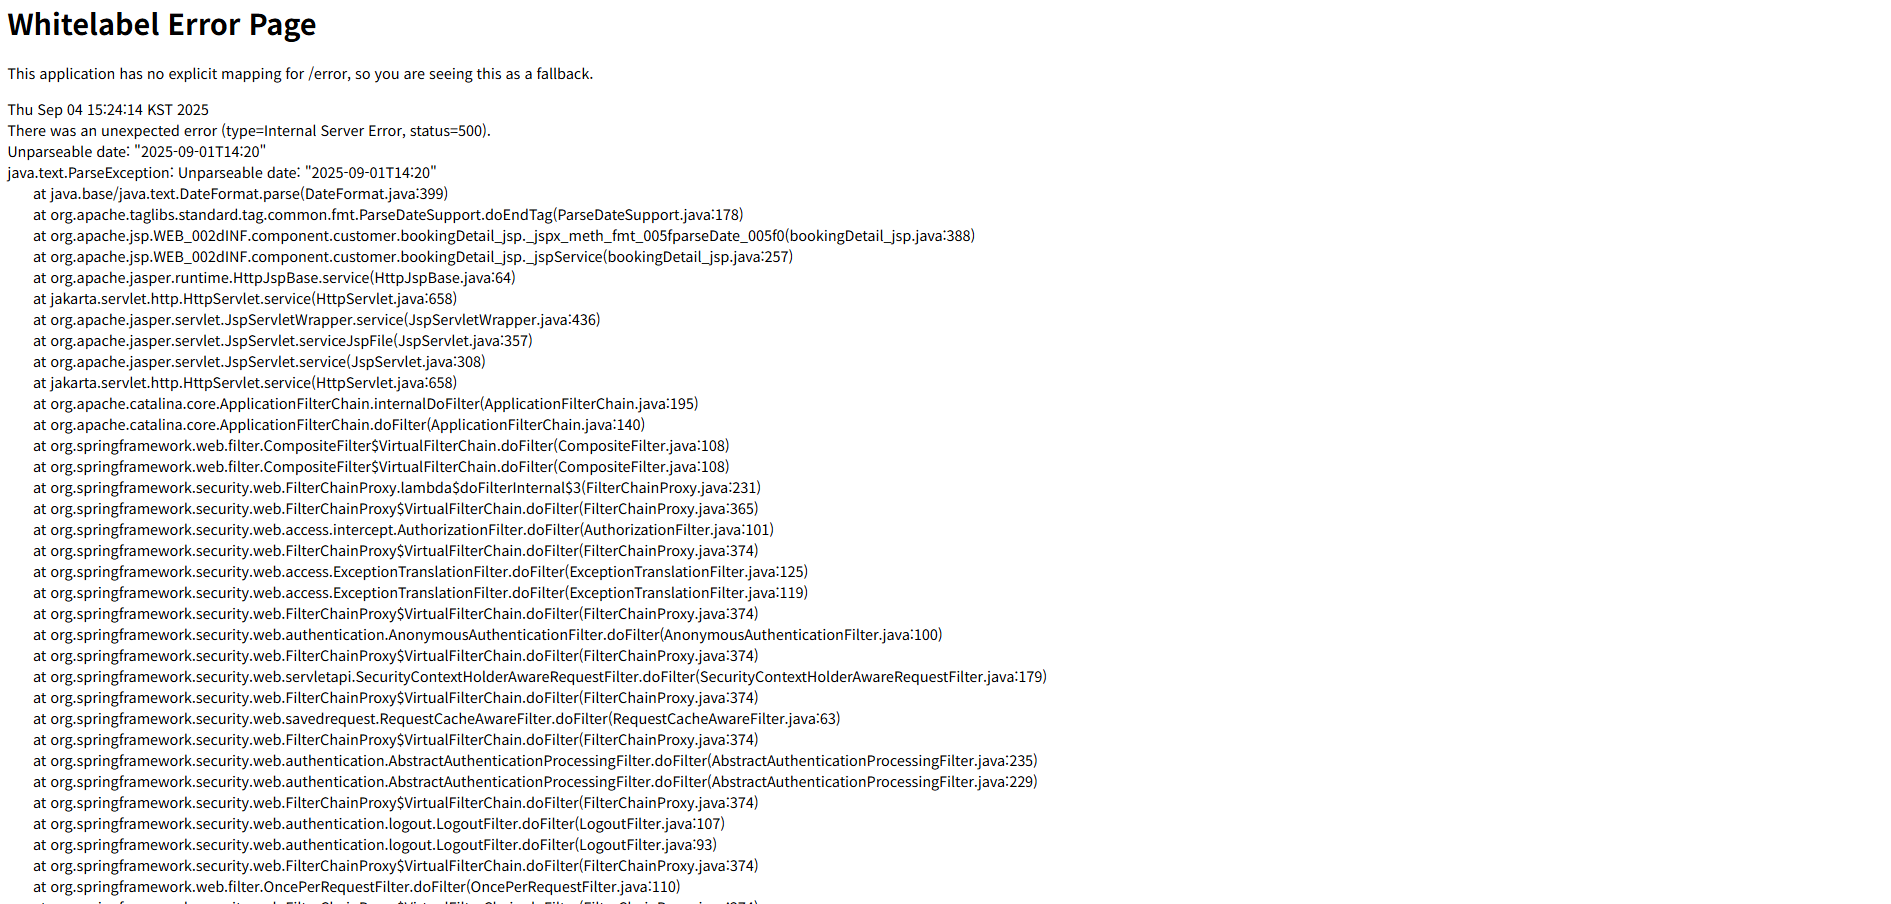 Whitelabel Error Page
This application has no explicit mapping for /error, so you are seeing this as a fallback.
Thu Sep 04 15:24:14 KST 2025
There was an unexpected error (type=Internal Server Error, status=500).
Unparseable date: "2025-09-01T14:20"
java.text.ParseException: Unparseable date: "2025-09-01T14:20"
at java.base/java.text.DateFormat.parse(DateFormat.java:399)
at org.apache.taglibs.standard.tag.common.fmt.ParseDateSupport.doEndTag(ParseDateSupport.java:178)
at org.apache.jsp.WEB_002dINF.component.customer.bookingDetail_jsp._jspx_meth_fmt_005fparseDate_005f0(bookingDetail_jsp.java:388)
at org.apache.jsp.WEB_002dINF.component.customer.bookingDetail_jsp._jspService(bookingDetail_jsp.java:257)
at org.apache.jasper.runtime.HttpJspBase.service(HttpJspBase.java:64)
at jakarta.servlet.http.HttpServlet.service(HttpServlet.java:658)
at org.apache.jasper.servlet.JspServletWrapper.service(JspServletWrapper.java:436)
at org.apache.jasper.servlet.JspServlet.serviceJspFile(JspServlet.java:357)
at org.apache.jasper.servlet.JspServlet.service(JspServlet.java:308)
at jakarta.servlet.http.HttpServlet.service(HttpServlet.java:658)
at org.apache.catalina.core.ApplicationFilterChain.internalDoFilter(ApplicationFilterChain.java:195)
at org.apache.catalina.core.ApplicationFilterChain.doFilter(ApplicationFilterChain.java:140)
at org.springframework.web.filter.CompositeFilter$VirtualFilterChain.doFilter(CompositeFilter.java:108)
at org.springframework.web.filter.CompositeFilter$VirtualFilterChain.doFilter(CompositeFilter.java:108)
at org.springframework.security.web.FilterChainProxy.lambda$doFilterInternal$3(FilterChainProxy.java:231)
at org.springframework.security.web.FilterChainProxy$VirtualFilterChain.doFilter(FilterChainProxy.java:365)
at org.springframework.security.web.access.intercept.AuthorizationFilter.doFilter(AuthorizationFilter.java:101)
at org.springframework.security.web.FilterChainProxy$VirtualFilterChain.doFilter(FilterChainProxy.java:374)
at org.springframework.security.web.access.ExceptionTranslationFilter.doFilter(ExceptionTranslationFilter.java:125)
at org.springframework.security.web.access.ExceptionTranslationFilter.doFilter(ExceptionTranslationFilter.java:119)
at org.springframework.security.web.FilterChainProxy$VirtualFilterChain.doFilter(FilterChainProxy.java:374)
at org.springframework.security.web.authentication.AnonymousAuthenticationFilter.doFilter(AnonymousAuthenticationFilter.java:100)
at org.springframework.security.web.FilterChainProxy$VirtualFilterChain.doFilter(FilterChainProxy.java:374)
at org.springframework.security.web.servletapi.SecurityContextHolderAwareRequestFilter.doFilter(SecurityContextHolderAwareRequestFilter.java:179)
at org.springframework.security.web.FilterChainProxy$VirtualFilterChain.doFilter(FilterChainProxy.java:374)
at org.springframework.security.web.savedrequest.RequestCacheAwareFilter.doFilter(RequestCacheAwareFilter.java:63)
at org.springframework.security.web.FilterChainProxy$VirtualFilterChain.doFilter(FilterChainProxy.java:374)
at org.springframework.security.web.authentication.AbstractAuthenticationProcessingFilter.doFilter(AbstractAuthenticationProcessingFilter.java:235)
at org.springframework.security.web.authentication.AbstractAuthenticationProcessingFilter.doFilter(AbstractAuthenticationProcessingFilter.java:229)
at org.springframework.security.web.FilterChainProxy$VirtualFilterChain.doFilter(FilterChainProxy.java:374)
at org.springframework.security.web.authentication.logout.LogoutFilter.doFilter(LogoutFilter.java:107)
at org.springframework.security.web.authentication.logout.LogoutFilter.doFilter(LogoutFilter.java:93)
at org.springframework.security.web.FilterChainProxy$VirtualFilterChain.doFilter(FilterChainProxy.java:374)
at org.springframework.web.filter.OncePerRequestFilter.doFilter(OncePerRequestFilter.java:110)